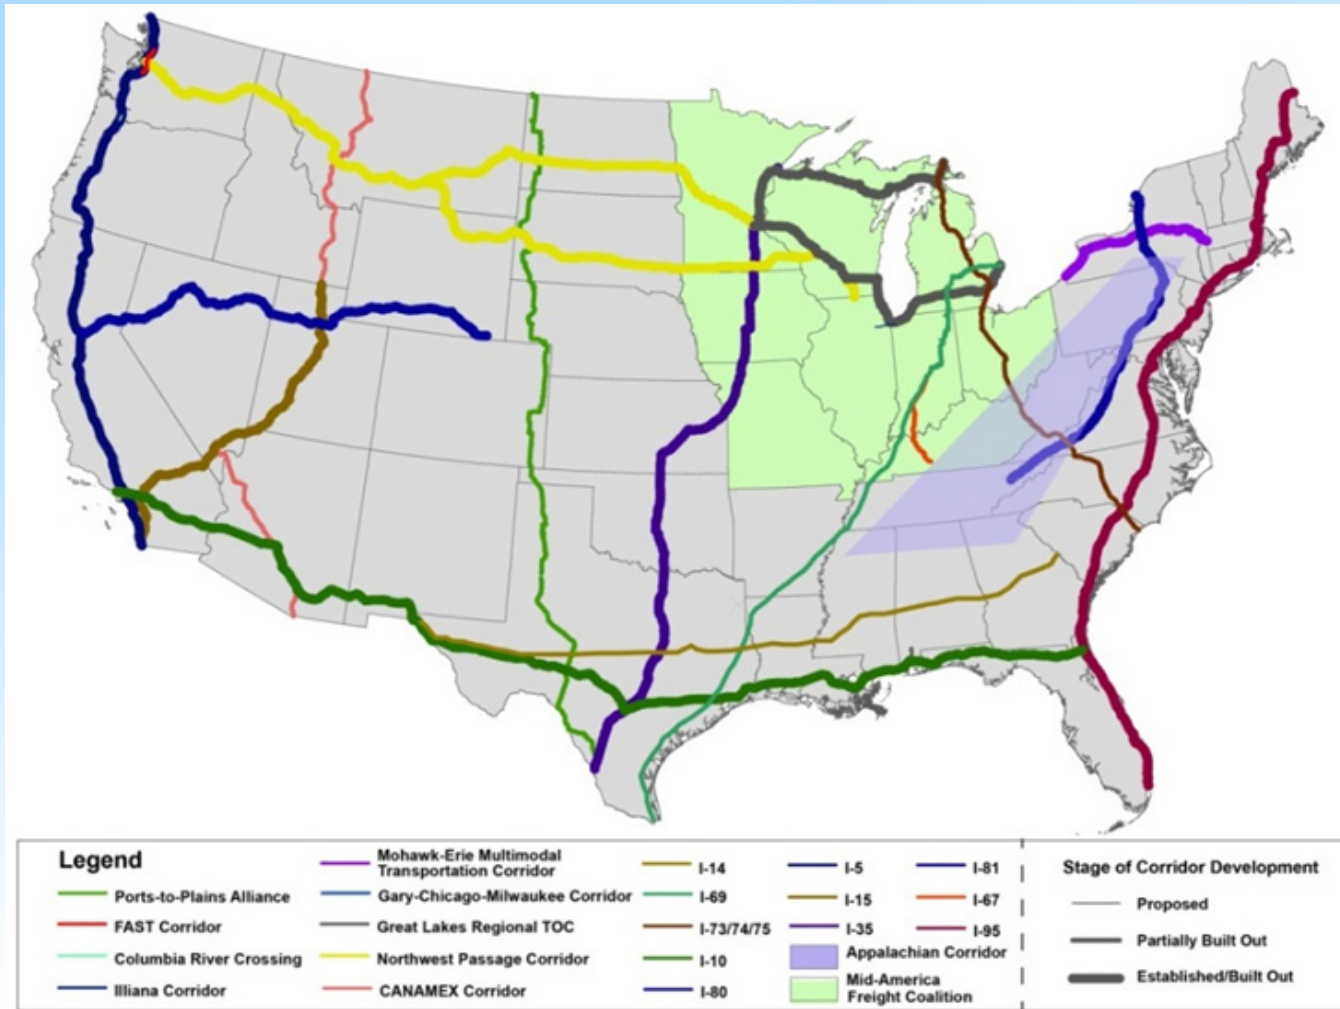 Legend
Ports-to-Plains Alliance
FAST Corridor
Columbia River Crossing
Illiana Corridor
Mohawk-Erie Multimodal
Transportation Corridor
Gary-Chicago-Milwaukee Corridor
Great Lakes Regional TOC
Northwest Passage Corridor
CANAMEX Corridor
I-14
I-69
I-73/74/75
I-10
I-80
I-5
I-15
I-35
Appalachian Corridor
Mid-America
Freight Coalition
I-81
I-67
I-95
Stage of Corridor Development
Proposed
Partially Built Out
Established/Built Out